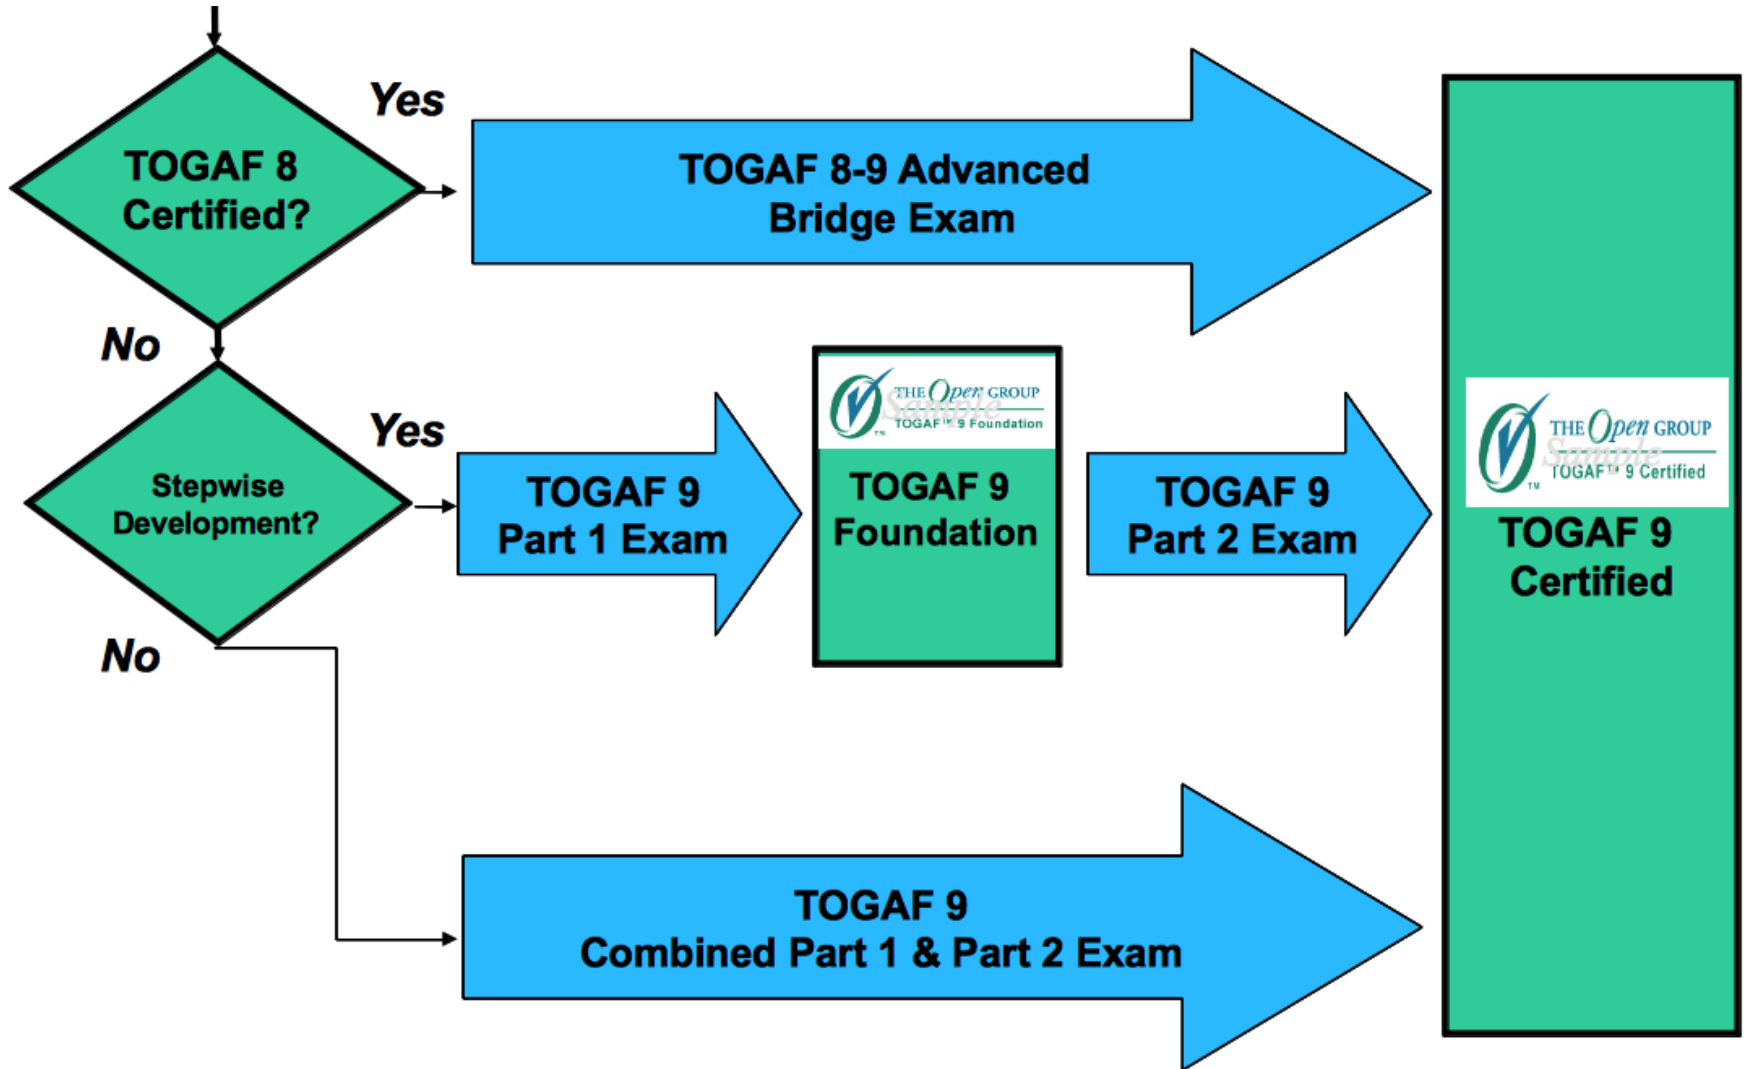 Yes
TOGAF 8
Certified?
TOGAF 8-9 Advanced
Bridge Exam
No
Yes
Stepwise
Development?
TOGAF 9
Part 1 Exam
THE Open GROUP
Sample
TOGAF™ 9 Foundation
TM
TOGAF 9
Foundation
TOGAF 9
Part 2 Exam
THE Open GROUP
Sample
TOGAF™ 9 Certified
TM
TOGAF 9
Certified
No
TOGAF 9
Combined Part 1 & Part 2 Exam